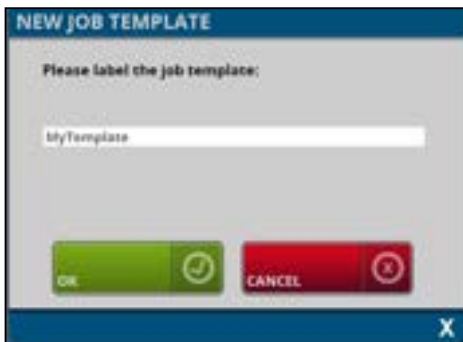 NEW JOB TEMPLATE
Please label the job template:
MyTemplate
OK
CANCEL
X